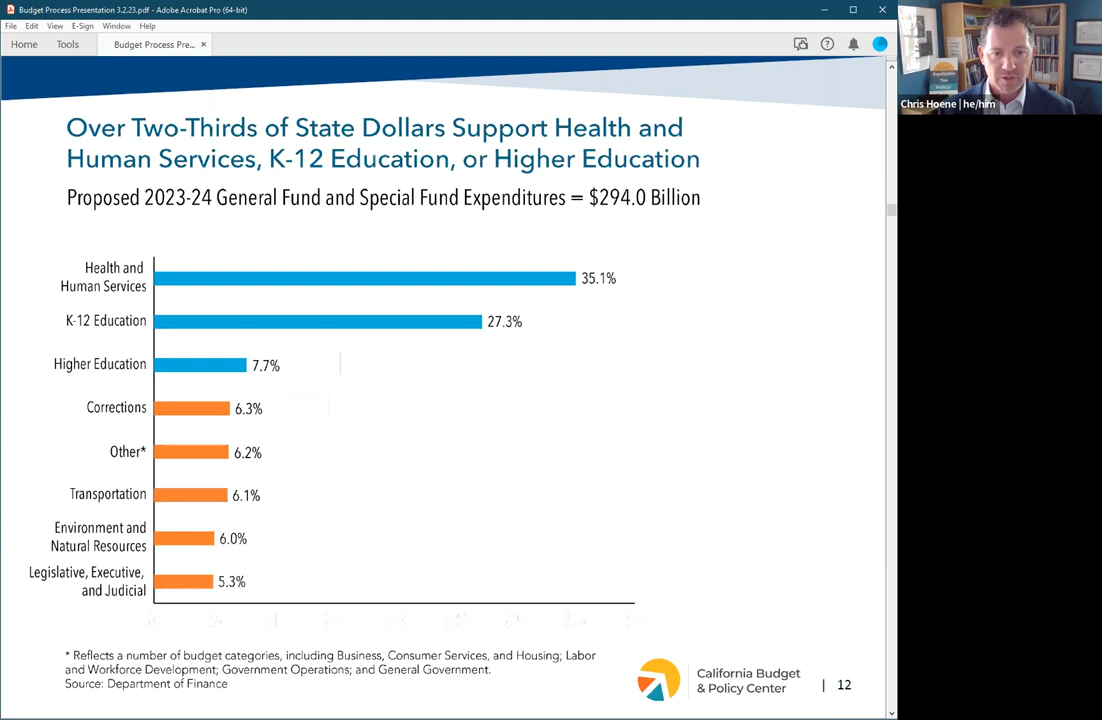 Budget Process Presentation 3.2.23.pdf - Adobe Acrobat Pro (64-bit)
File Edit View E-Sign Window Help
Home Tools Budget Process Pre... ×
Over Two-Thirds of State Dollars Support Health and
Human Services, K-12 Education, or Higher Education
Proposed 2023-24 General Fund and Special Fund Expenditures = $294.0 Billion
Health and
Human Services
35.1%
K-12 Education
27.3%
Higher Education
7.7%
Corrections
6.3%
Other*
6.2%
Transportation
6.1%
Environment and
Natural Resources
6.0%
Legislative, Executive,
and Judicial
5.3%
* Reflects a number of budget categories, including Business, Consumer Services, and Housing; Labor
and Workforce Development; Government Operations; and General Government.
Source: Department of Finance
California Budget
& Policy Center
| 12
Equitable
Tax
Policy!
Chris Hoene | he/him